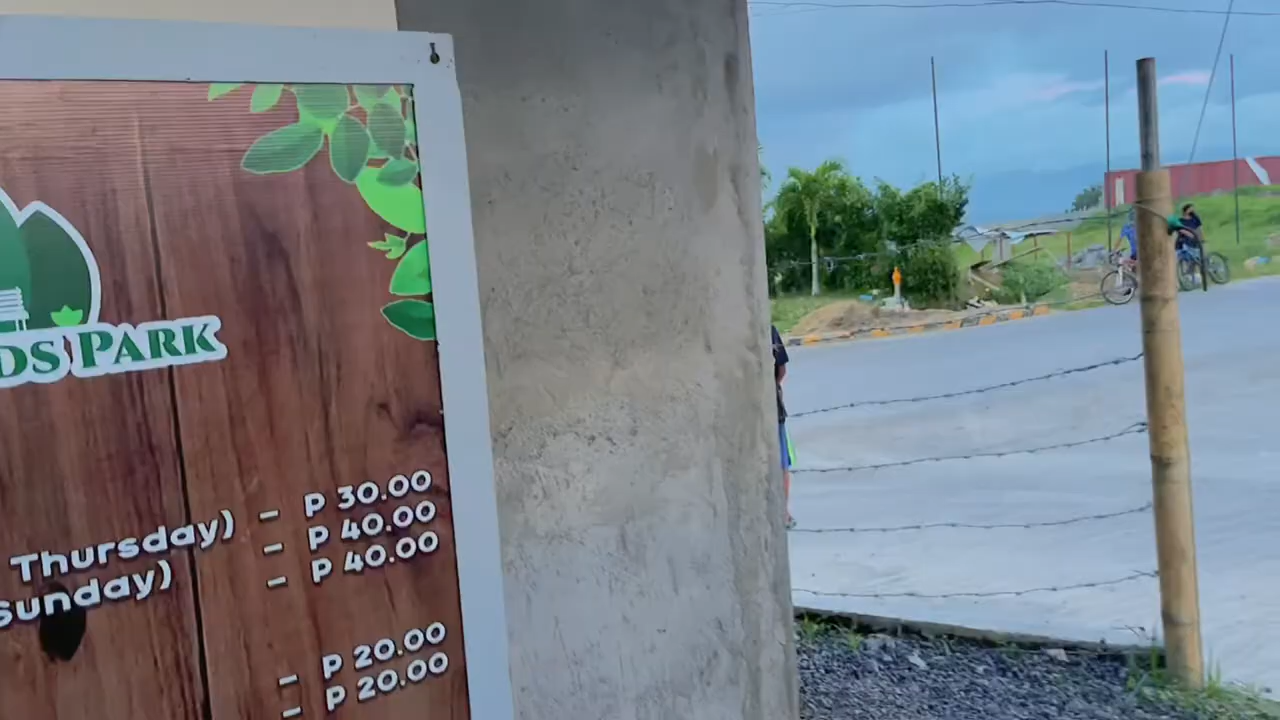 DS PARK
Thursday) - P 30.00
Sunday) - P 40.00
- P 40.00
- P 20.00
- P 20.00